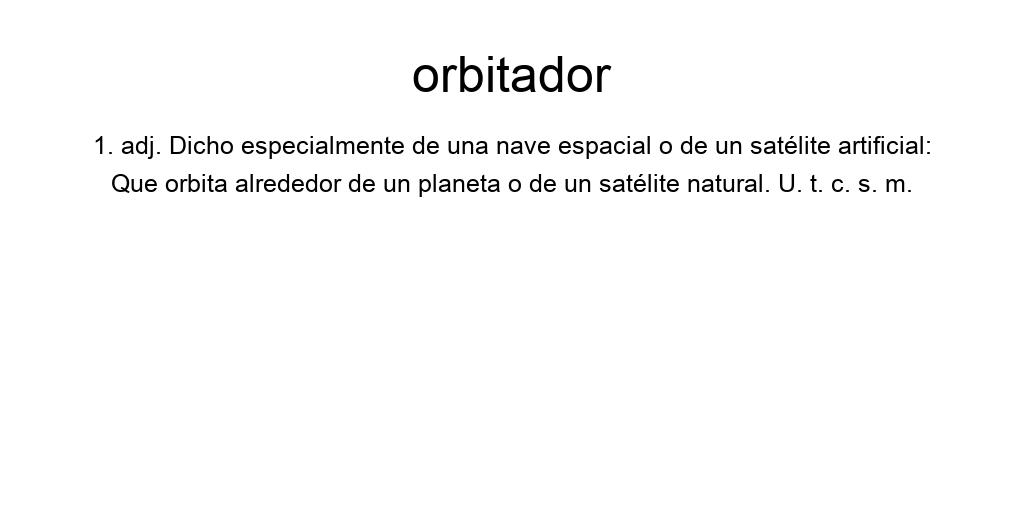 orbitador
1. adj. Dicho especialmente de una nave espacial o de un satélite artificial:
Que orbita alrededor de un planeta o de un satélite natural. U. t. c. s. m.